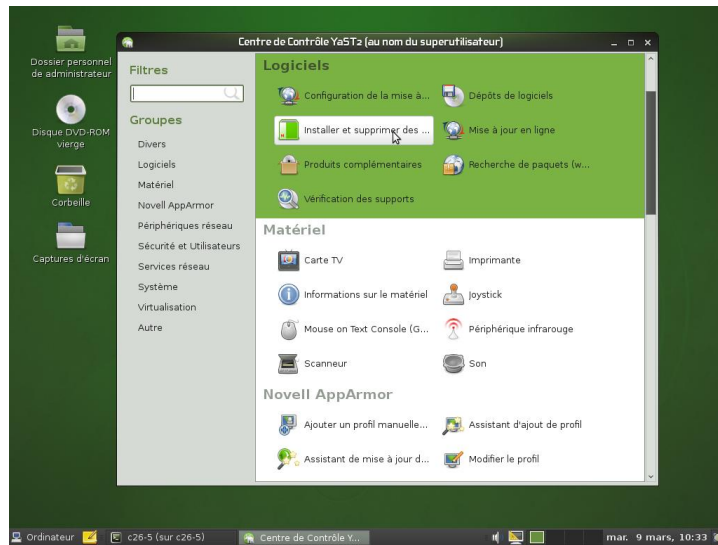 Dossier personnel
de administrateur
Disque DVD-ROM
vierge
Corbeille
Captures d'écran
Centre de Contrôle YaST2 (au nom du superutilisateur)
Filtres
Groupes
Divers
Logiciels
Matériel
Novell AppArmor
Périphériques réseau
Sécurité et Utilisateurs
Services réseau
Système
Virtualisation
Autre
Logiciels
Configuration de la mise à...
Dépôts de logiciels
Installer et supprimer des ...
Mise à jour en ligne
Produits complémentaires
Recherche de paquets (w...
Vérification des supports
Matériel
Carte TV
Imprimante
Informations sur le matériel
Joystick
Mouse on Text Console (G...
Périphérique infrarouge
Scanneur
Son
Novell AppArmor
Ajouter un profil manuelle...
Assistant d'ajout de profil
Assistant de mise à jour d...
Modifier le profil
Ordinateur
c26-5 (sur c26-5)
Centre de Contrôle Y...
mar. 9 mars, 10:33